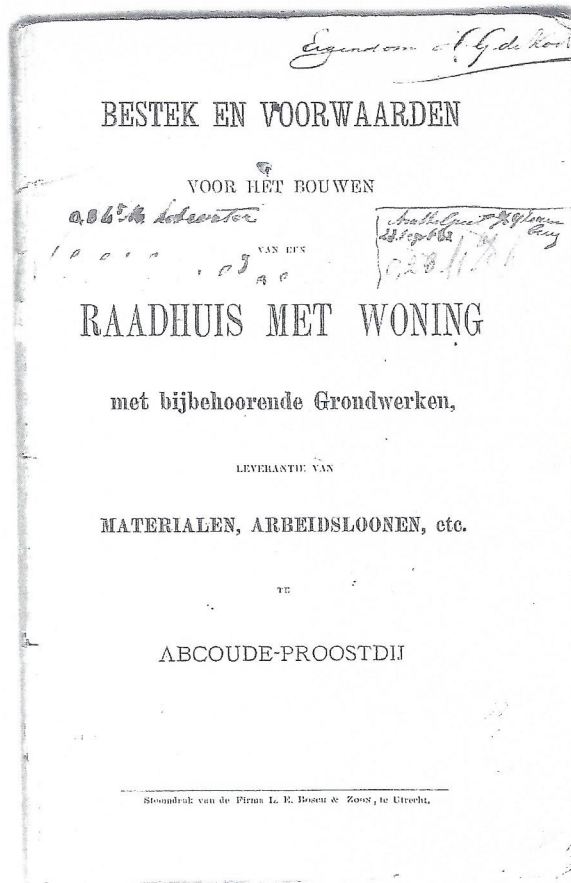 Eigendom
BESTEK EN VOORWAARDEN
VOOR HET BOUWEN
VAN EEN
RAADHUIS MET WONING
met bijbehoorende Grondwerken,
LEVERANTIE VAN
MATERIALEN, ARBEIDSLOONEN, etc.
TE
ABCOUDE-PROOSTDIJ
Stoomdruk van de Firma L. E. Bosch & Zoon, te Utrecht.